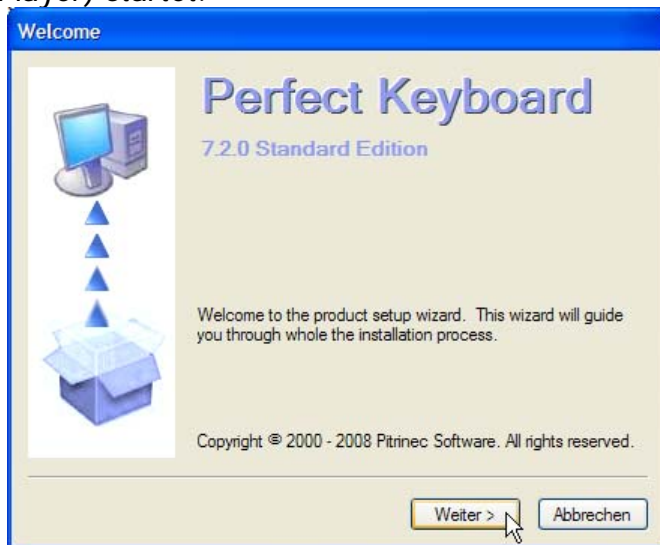 Welcome
Perfect Keyboard
7.2.0 Standard Edition
Welcome to the product setup wizard. This wizard will guide
you through whole the installation process.
Copyright © 2000 - 2008 Pitrinec Software. All rights reserved.
Weiter >
Abbrechen